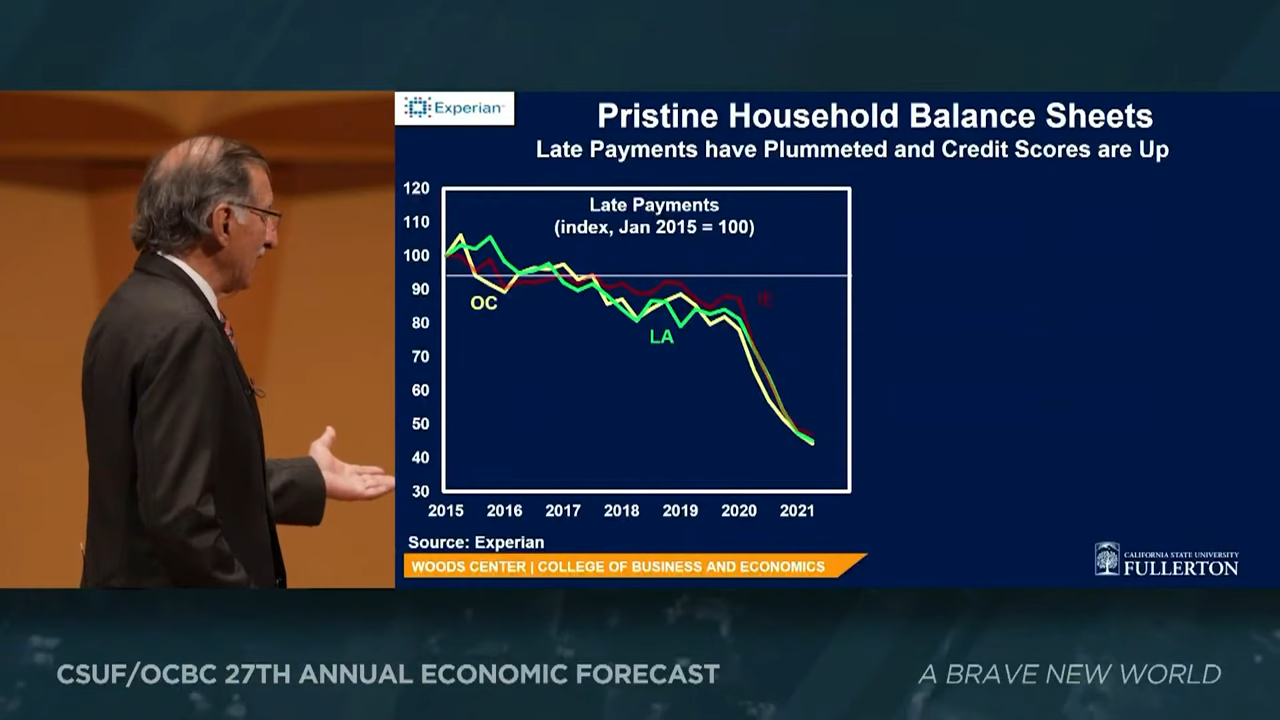 Experian
Pristine Household Balance Sheets
Late Payments have Plummeted and Credit Scores are Up
Late Payments
(index, Jan 2015 = 100)
120
110
100
90
80
70
60
50
40
30
OC
LA
IE
2015 2016 2017 2018 2019 2020 2021
Source: Experian
WOODS CENTER | COLLEGE OF BUSINESS AND ECONOMICS
CALIFORNIA STATE UNIVERSITY
FULLERTON
CSUF/OCBC 27TH ANNUAL ECONOMIC FORECAST
A BRAVE NEW WORLD